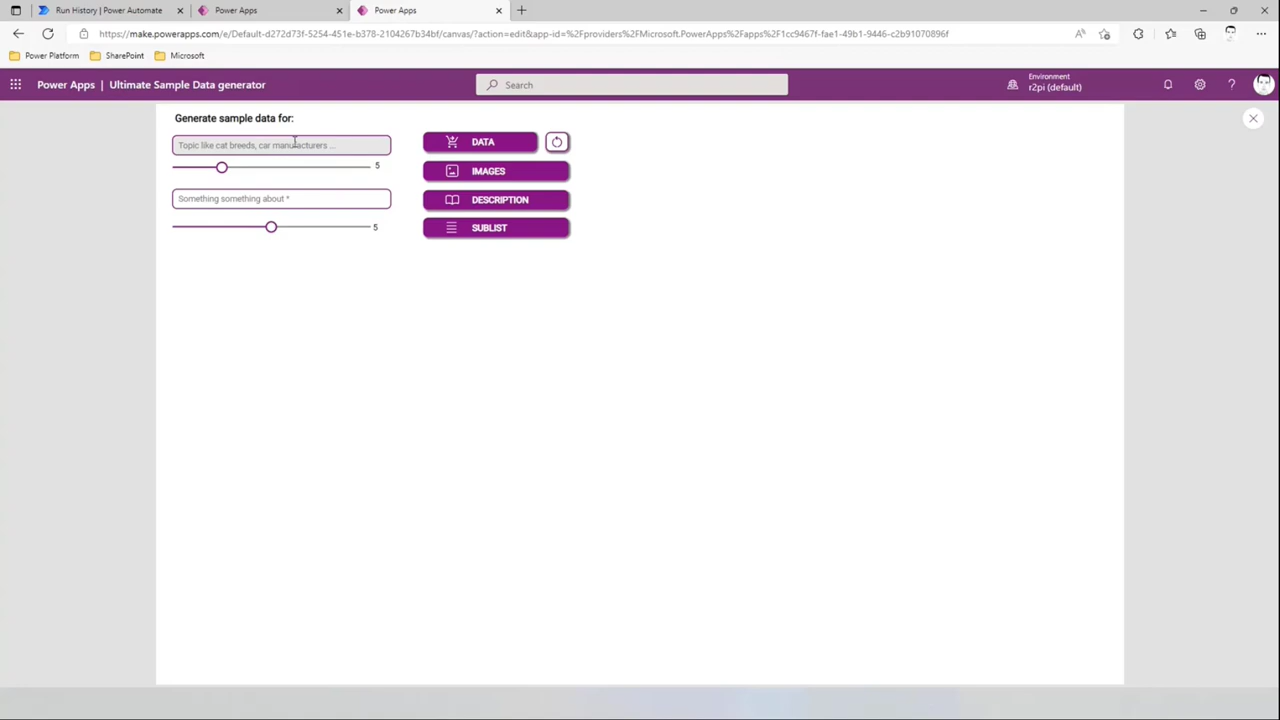 Run History | Power Automate
Power Apps
Power Apps
https://make.powerapps.com/e/Default-d272d73f-5254-451e-b378-2104267b34bf/canvas/?action=edit&app-id=%2Fproviders%2FMicrosoft.PowerApps%2Fapps%2F1cc9467f-fae1-49b1-9446-c2b91070896f
Power Platform
SharePoint
Microsoft
Power Apps | Ultimate Sample Data generator
Search
Environment
r2pi (default)
Generate sample data for:
Topic like cat breeds, car manufacturers ...
5
Something something about *
5
DATA
IMAGES
DESCRIPTION
SUBLIST